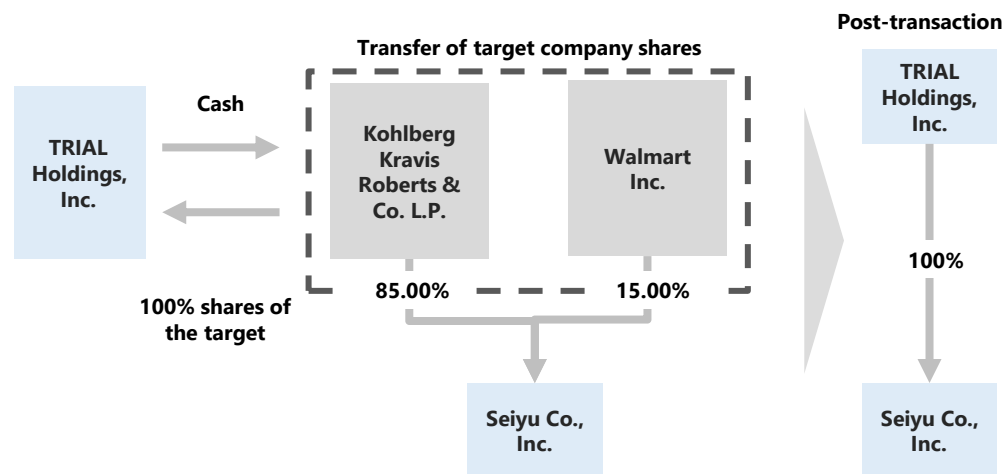 Post-transaction
Transfer of target company shares
TRIAL
Holdings,
Inc.
Cash
Kohlberg
Kravis
Roberts &
Co. L.P.
Walmart
Inc.
TRIAL
Holdings,
Inc.
100%
85.00%
15.00%
100% shares of
the target
Seiyu Co.,
Inc.
Seiyu Co.,
Inc.